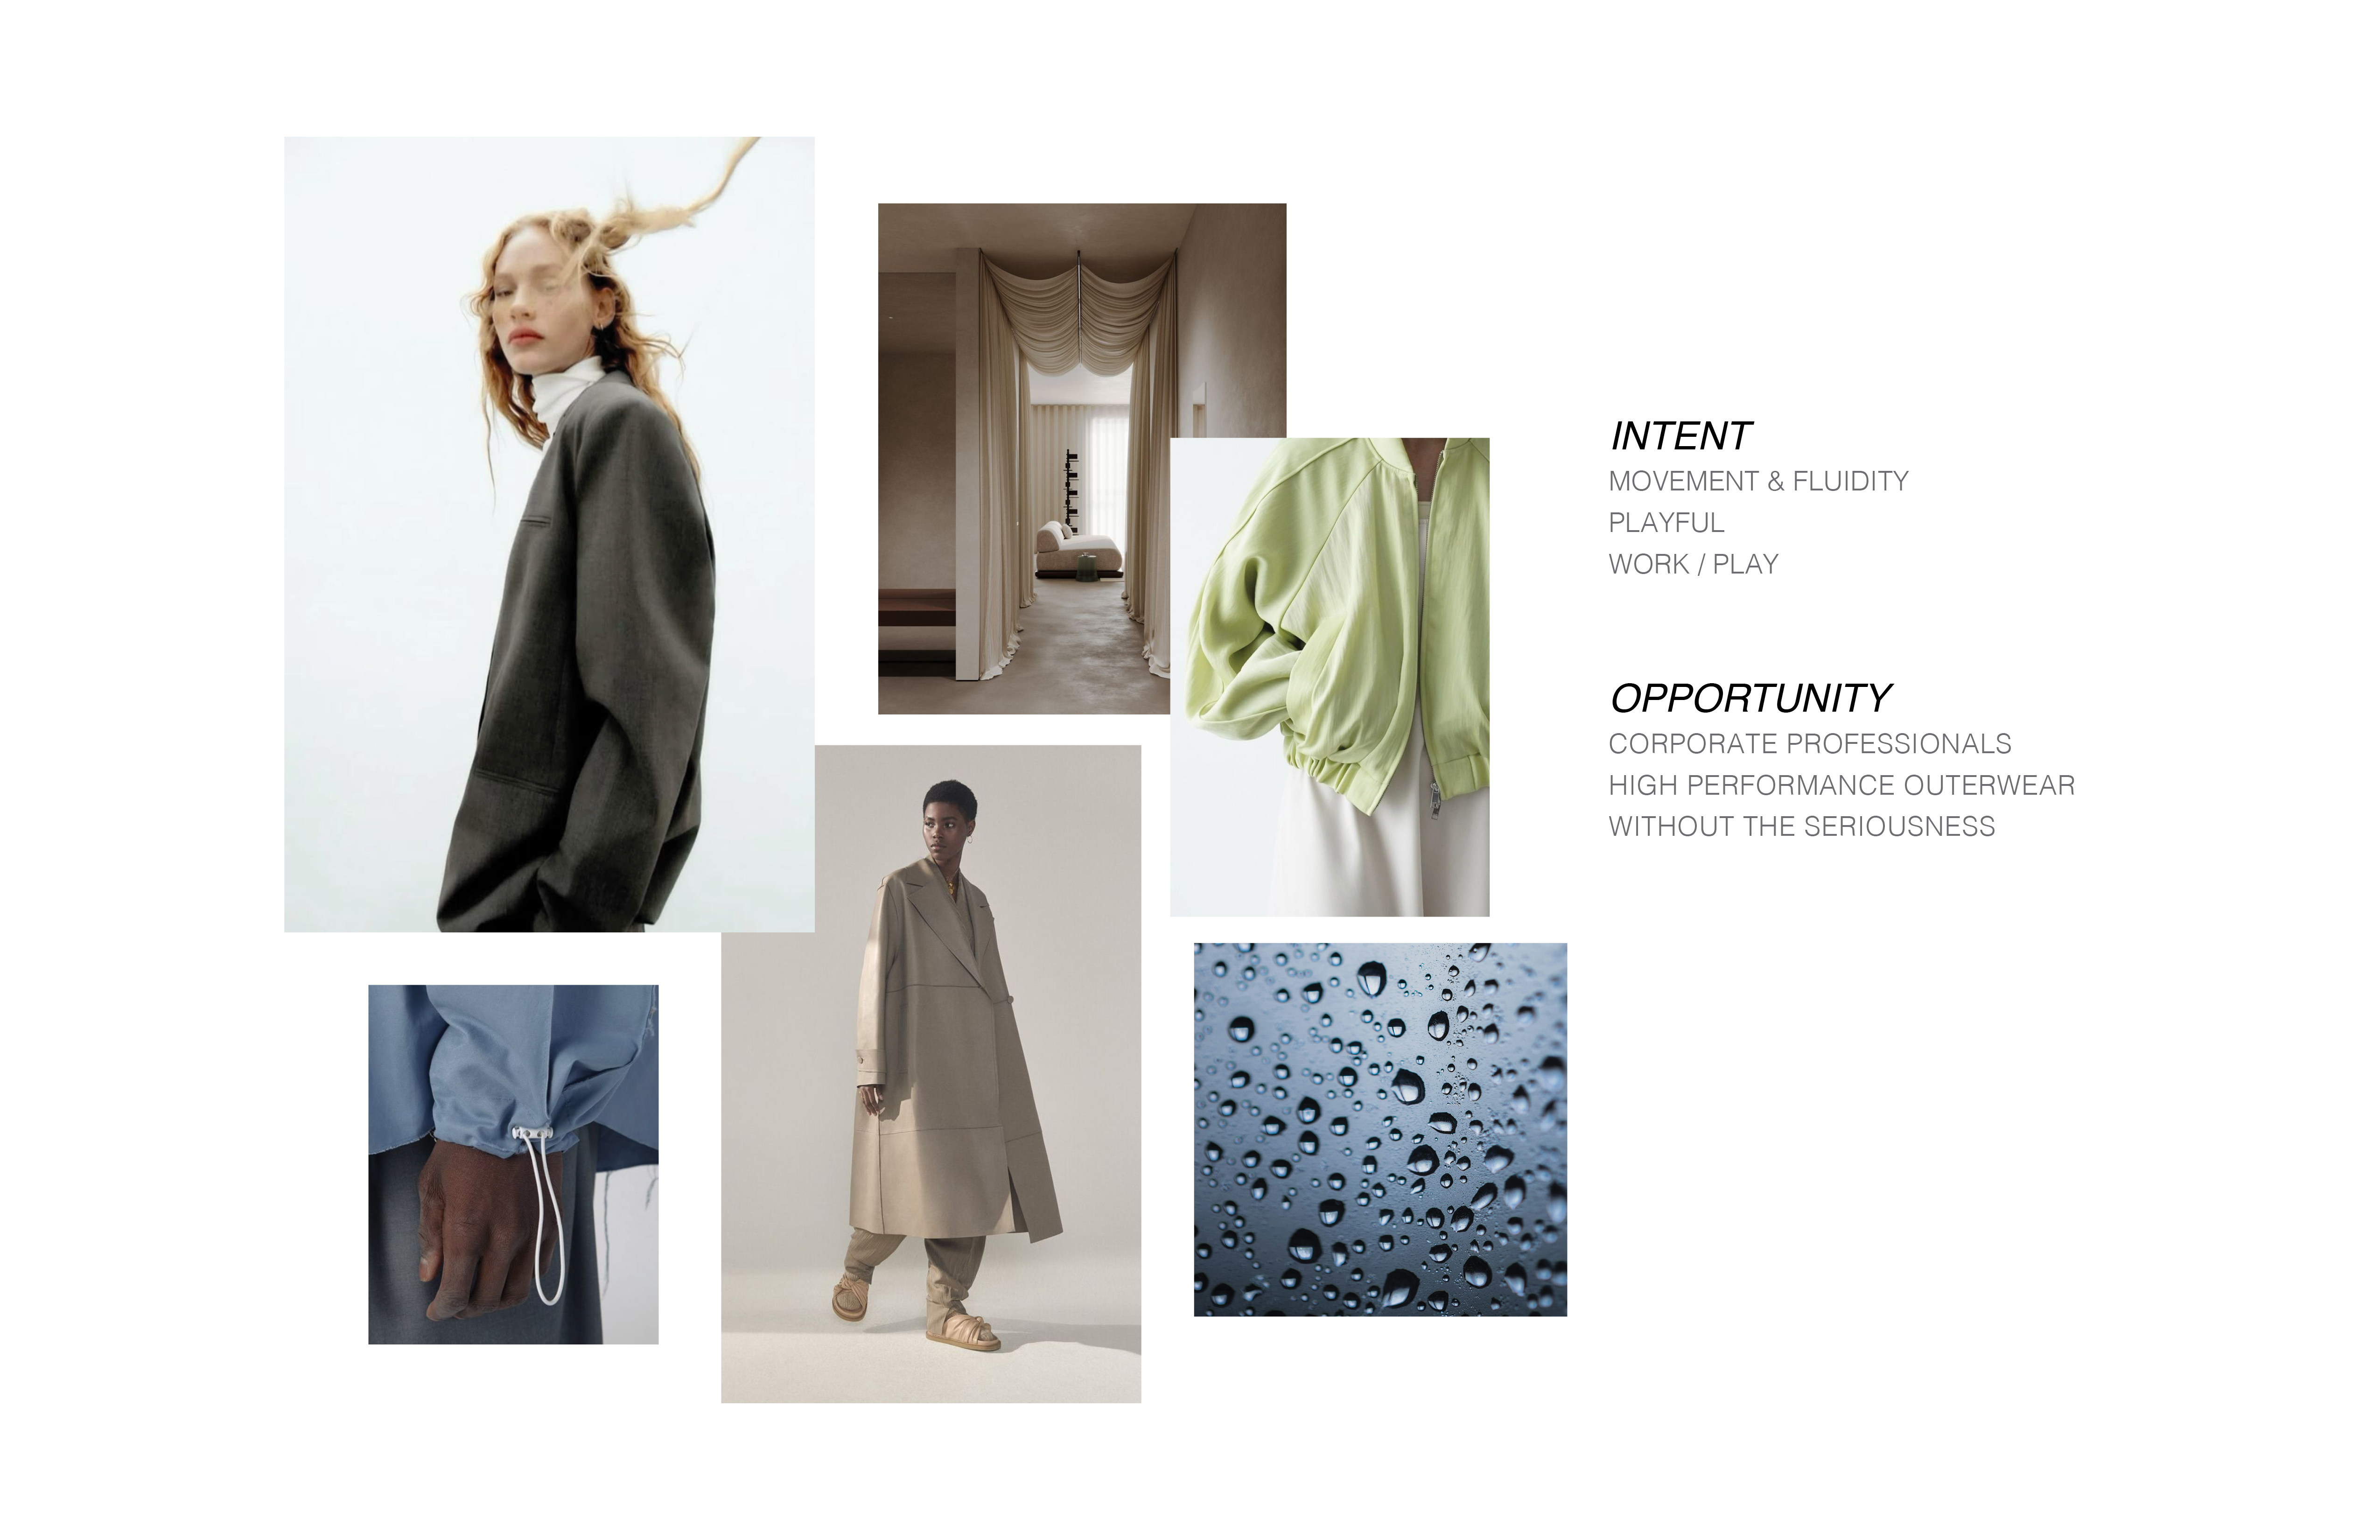 INTENT
MOVEMENT & FLUIDITY
PLAYFUL
WORK / PLAY
OPPORTUNITY
CORPORATE PROFESSIONALS
HIGH PERFORMANCE OUTERWEAR
WITHOUT THE SERIOUSNESS